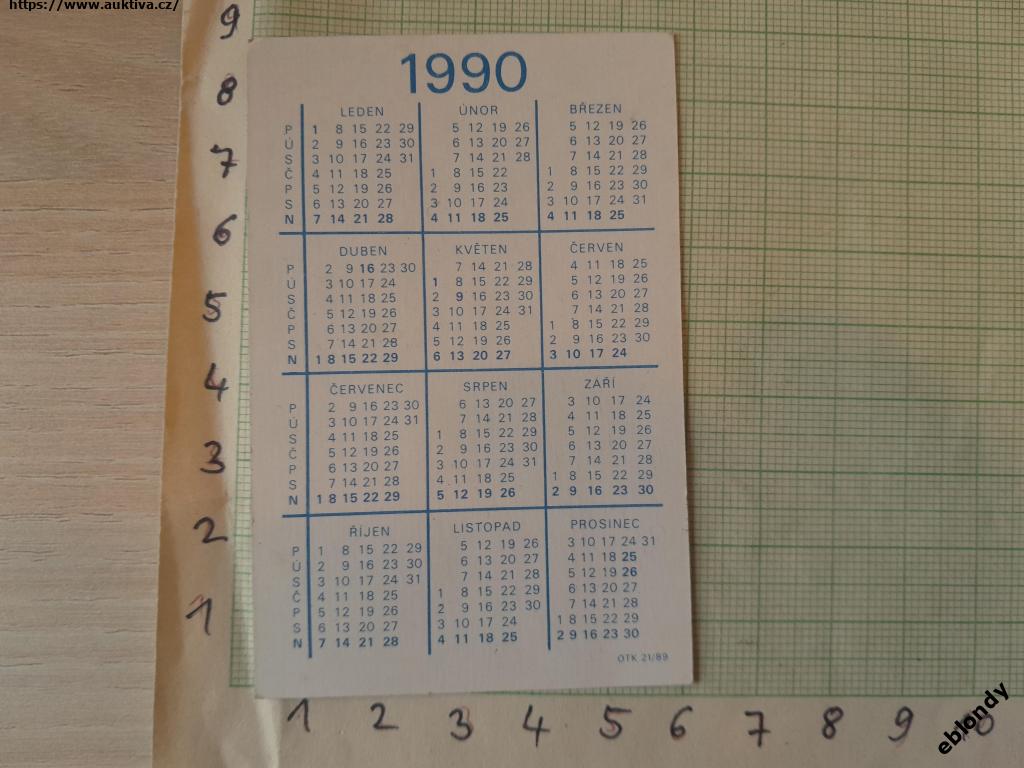 https://www.auktiva.cz/
9
8
7
6
5
4
3
2
1
1990
LEDEN
P 1 8 15 22 29
Ú 2 9 16 23 30
S 3 10 17 24 31
Č 4 11 18 25
P 5 12 19 26
S 6 13 20 27
N 7 14 21 28
ÚNOR
5 12 19 26
6 13 20 27
7 14 21 28
1 8 15 22
2 9 16 23
3 10 17 24
4 11 18 25
BŘEZEN
5 12 19 26
6 13 20 27
7 14 21 28
1 8 15 22 29
2 9 16 23 30
3 10 17 24 31
4 11 18 25
DUBEN
P 2 9 16 23 30
Ú 3 10 17 24
S 4 11 18 25
Č 5 12 19 26
P 6 13 20 27
S 7 14 21 28
N 1 8 15 22 29
KVĚTEN
7 14 21 28
1 8 15 22 29
2 9 16 23 30
3 10 17 24 31
4 11 18 25
5 12 19 26
6 13 20 27
ČERVEN
4 11 18 25
5 12 19 26
6 13 20 27
7 14 21 28
1 8 15 22 29
2 9 16 23 30
3 10 17 24
ČERVENEC
P 2 9 16 23 30
Ú 3 10 17 24 31
S 4 11 18 25
Č 5 12 19 26
P 6 13 20 27
S 7 14 21 28
N 1 8 15 22 29
SRPEN
6 13 20 27
7 14 21 28
1 8 15 22 29
2 9 16 23 30
3 10 17 24 31
4 11 18 25
5 12 19 26
ZÁŘÍ
3 10 17 24
4 11 18 25
5 12 19 26
6 13 20 27
7 14 21 28
1 8 15 22 29
2 9 16 23 30
ŘÍJEN
P 1 8 15 22 29
Ú 2 9 16 23 30
S 3 10 17 24 31
Č 4 11 18 25
P 5 12 19 26
S 6 13 20 27
N 7 14 21 28
LISTOPAD
5 12 19 26
6 13 20 27
7 14 21 28
1 8 15 22 29
2 9 16 23 30
3 10 17 24
4 11 18 25
PROSINEC
3 10 17 24 31
4 11 18 25
5 12 19 26
6 13 20 27
7 14 21 28
1 8 15 22 29
2 9 16 23 30
OTK 21/89
1 2 3 4 5 6 7 8 9 10
eblondy